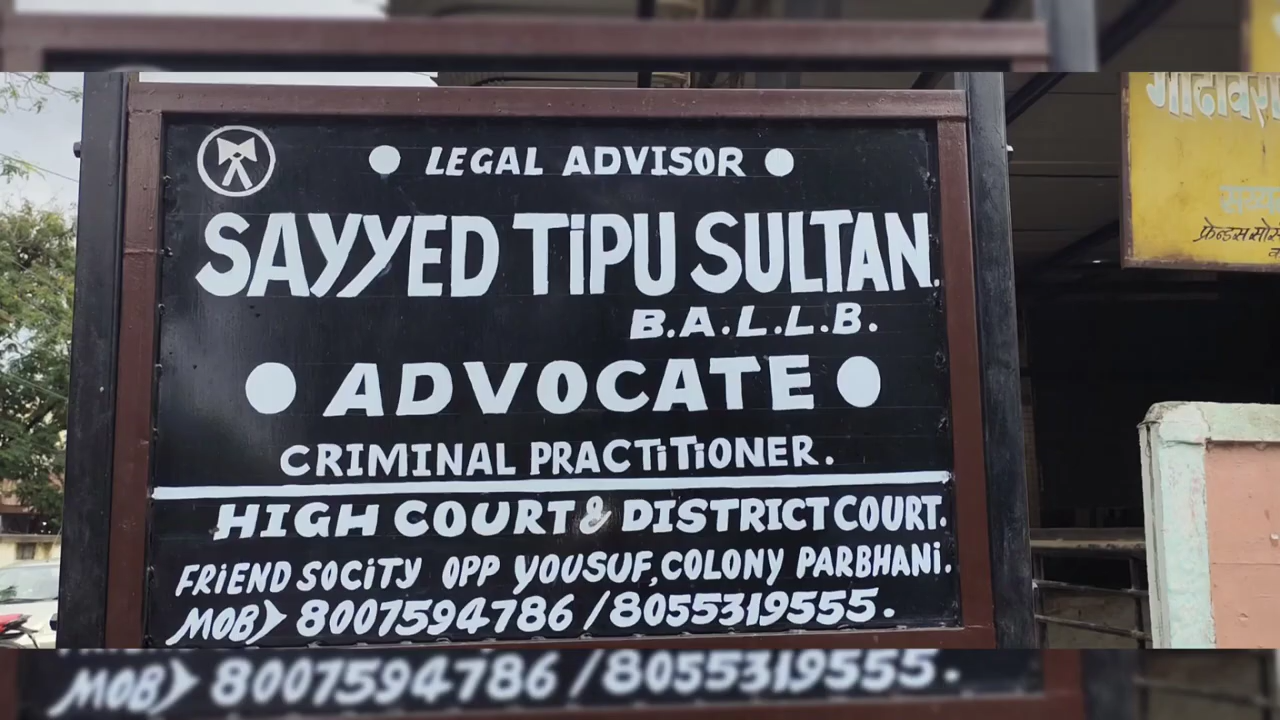 LEGAL ADVISOR
SAYYED TiPU SULTAN.
B.A.L.L.B.
ADVOCATE
CRIMINAL PRACTiTiONER.
HIGH COURT & DISTRICT COURT.
FRiEND SOCiTY OPP YOUSUF, COLONY PARBHANi.
MOB> 8007594786 / 8055319555.
MOB> 8007594786 / 8055319555.